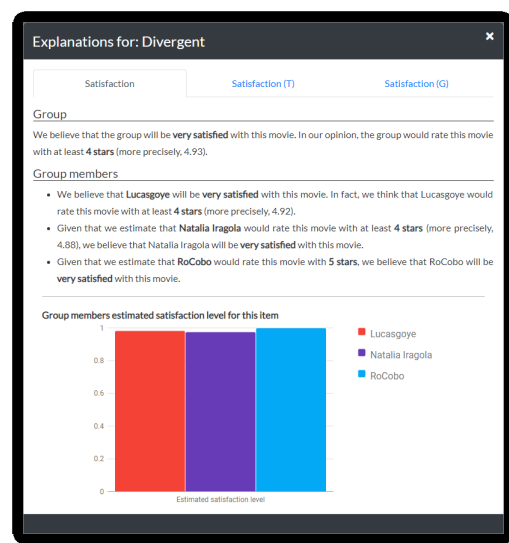 Explanations for: Divergent ×
Satisfaction Satisfaction (T) Satisfaction (G)
Group
We believe that the group will be very satisfied with this movie. In our opinion, the group would rate this movie
with at least 4 stars (more precisely, 4.93).
Group members
• We believe that Lucasgoye will be very satisfied with this movie. In fact, we think that Lucasgoye would
rate this movie with at least 4 stars (more precisely, 4.92).
• Given that we estimate that Natalia Iragola would rate this movie with at least 4 stars (more precisely,
4.88), we believe that Natalia Iragola will be very satisfied with this movie.
• Given that we estimate that RoCobo would rate this movie with 5 stars, we believe that RoCobo will be
very satisfied with this movie.
Group members estimated satisfaction level for this item
1
0.8
0.6
0.4
0.2
0
Estimated satisfaction level
Lucasgoye
Natalia Iragola
RoCobo